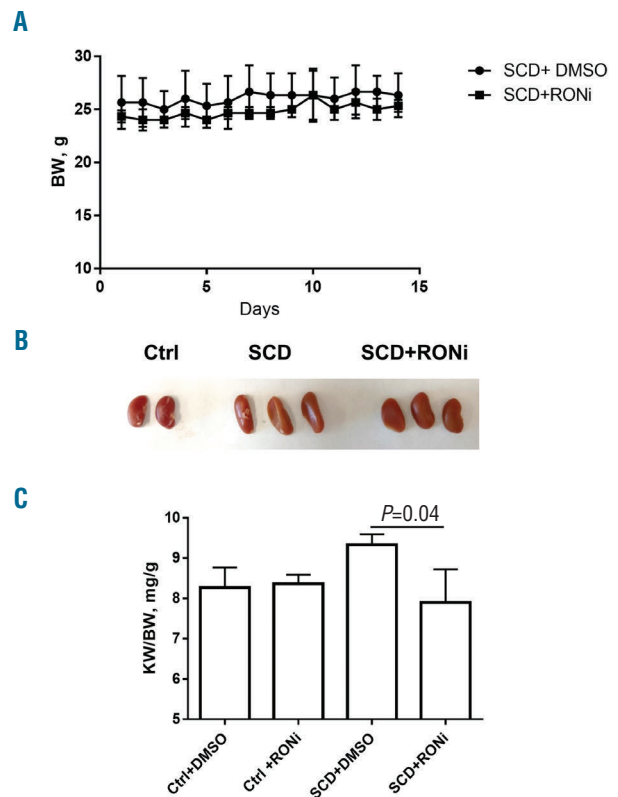 A
30
25
20
15
10
BW, g
0 5 10 15
Days
SCD+ DMSO
SCD+RONi
B
Ctrl SCD SCD+RONi
C
P=0.04
10
9
8
7
6
5
KW/BW, mg/g
Ctrl+DMSO
Ctrl +RONi
SCD+DMSO
SCD+RONi